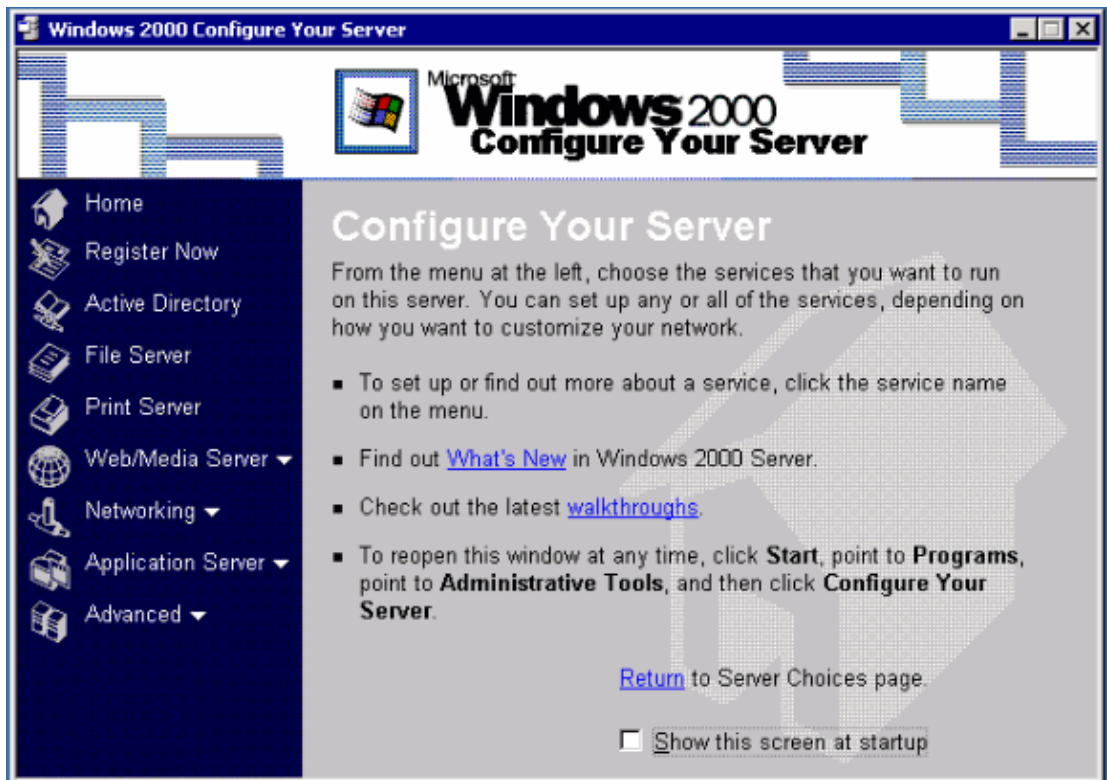 Windows 2000 Configure Your Server
Microsoft
Windows 2000
Configure Your Server
Home
Register Now
Active Directory
File Server
Print Server
Web/Media Server
Networking
Application Server
Advanced
Configure Your Server
From the menu at the left, choose the services that you want to run
on this server. You can set up any or all of the services, depending on
how you want to customize your network.
To set up or find out more about a service, click the service name
on the menu.
Find out What's New in Windows 2000 Server.
Check out the latest walkthroughs.
To reopen this window at any time, click Start, point to Programs,
point to Administrative Tools, and then click Configure Your
Server.
Return to Server Choices page.
Show this screen at startup